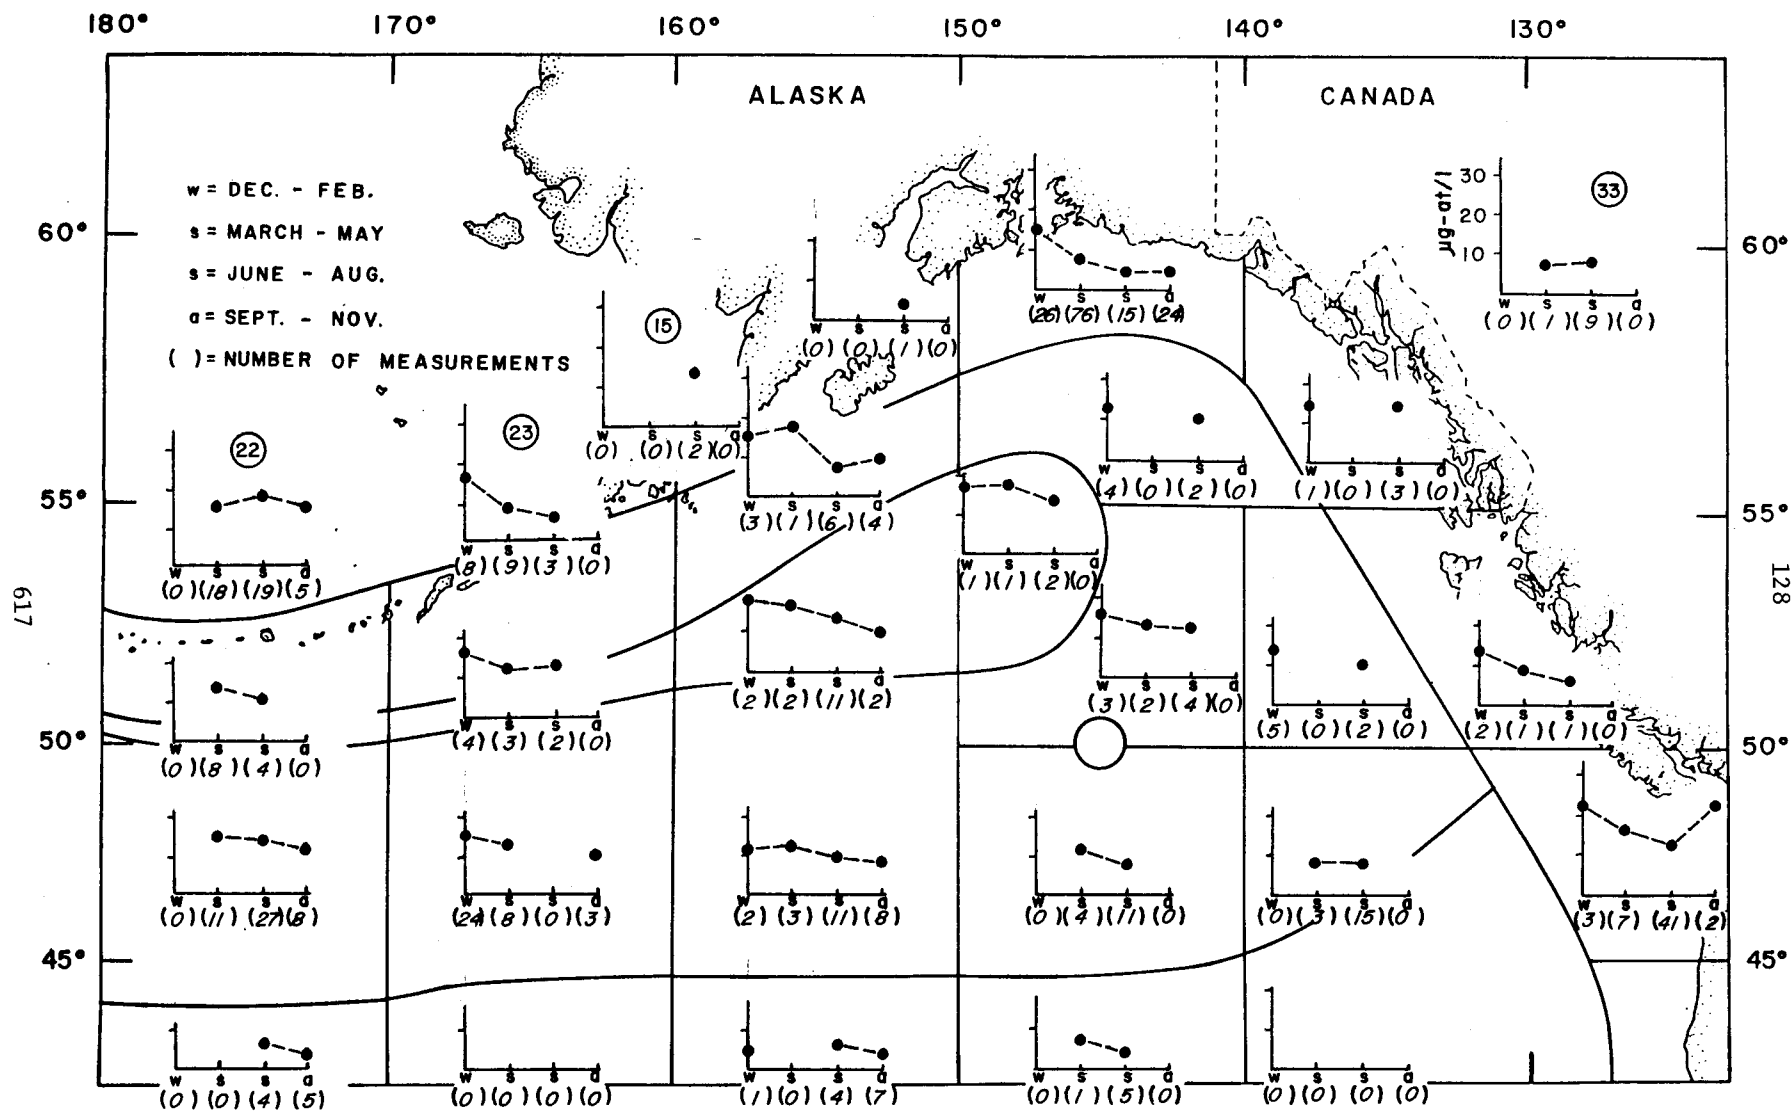 180° 170° 160° 150° 140° 130°
ALASKA CANADA
w = DEC. - FEB.
s = MARCH - MAY
s = JUNE - AUG.
a = SEPT. - NOV.
( ) = NUMBER OF MEASUREMENTS
60° 60°
µg-at/l
30
20
10
33
w s s a
(0) (1) (9) (0)
w s s a
(26) (76) (15) (24)
w s s a
(0) (0) (1) (0)
15
w s s a
(0) (0) (2) (0)
22
w s s a
(0) (18) (19) (5)
23
w s s a
(8) (9) (3) (0)
w s s a
(3) (1) (6) (4)
w s s a
(1) (1) (2) (0)
w s s a
(4) (0) (2) (0)
w s s a
(1) (0) (3) (0)
55° 55°
617
128
w s s a
(0) (8) (4) (0)
w s s a
(4) (3) (2) (0)
w s s a
(2) (2) (11) (2)
w s s a
(3) (2) (4) (0)
w s s a
(5) (0) (2) (0)
w s s a
(2) (1) (1) (0)
50° 50°
w s s a
(0) (11) (27) (8)
w s s a
(24) (8) (0) (3)
w s s a
(2) (3) (11) (8)
w s s a
(0) (4) (11) (0)
w s s a
(0) (3) (15) (0)
w s s a
(3) (7) (41) (2)
45° 45°
w s s a
(0) (0) (4) (5)
w s s a
(0) (0) (0) (0)
w s s a
(1) (0) (4) (7)
w s s a
(0) (1) (5) (0)
w s s a
(0) (0) (0) (0)